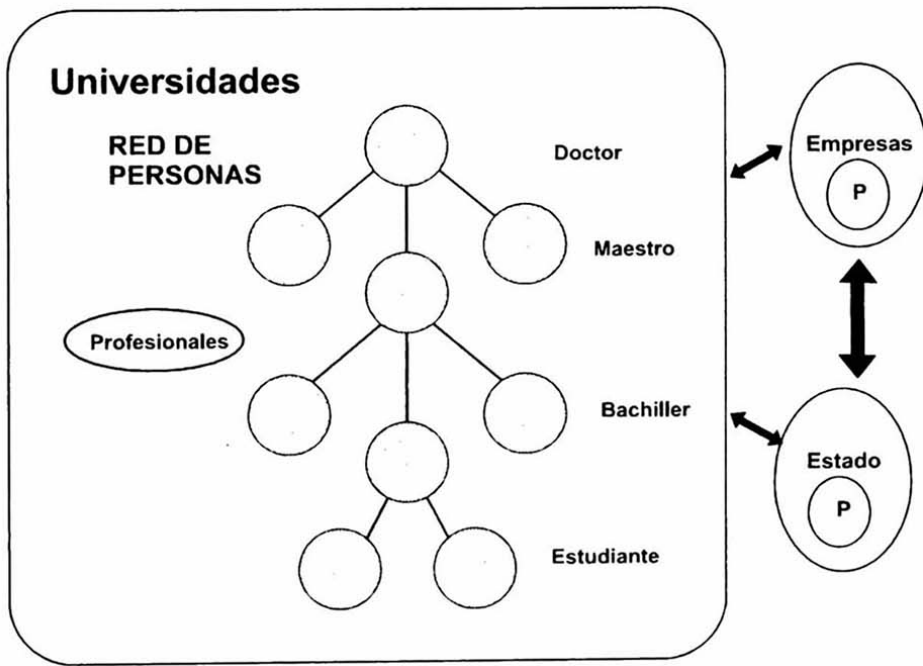 Universidades
RED DE
PERSONAS
Doctor
Maestro
Profesionales
Bachiller
Estudiante
Empresas
P
Estado
P